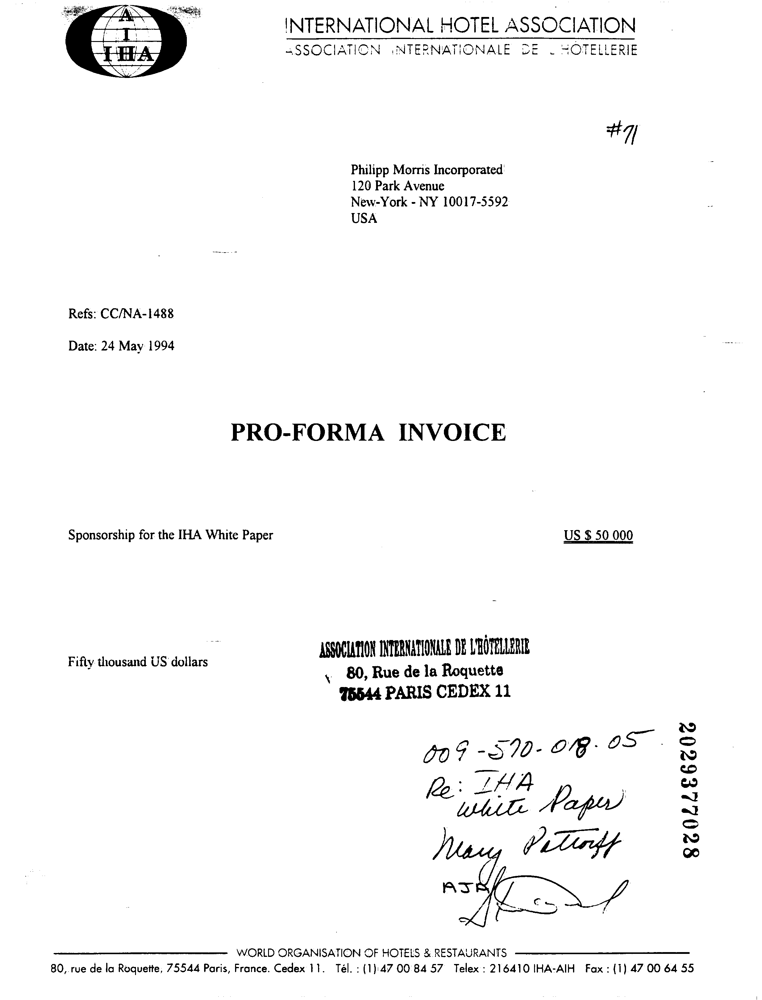 A
I
IHA
INTERNATIONAL HOTEL ASSOCIATION
ASSOCIATION INTERNATIONALE DE L HÔTELLERIE
#71
Philipp Morris Incorporated
120 Park Avenue
New-York - NY 10017-5592
USA
Refs: CC/NA-1488
Date: 24 May 1994
PRO-FORMA INVOICE
Sponsorship for the IHA White Paper US $ 50 000
Fifty thousand US dollars
ASSOCIATION INTERNATIONALE DE L'HÔTELLERIE
80, Rue de la Roquette
75544 PARIS CEDEX 11
009-570-018.05
Re: IHA
White Paper
Mary
AJA
2029377028
WORLD ORGANISATION OF HOTELS & RESTAURANTS
80, rue de la Roquette, 75544 Paris, France. Cedex 11. Tél. : (1) 47 00 84 57 Telex : 216410 IHA-AIH Fax : (1) 47 00 64 55